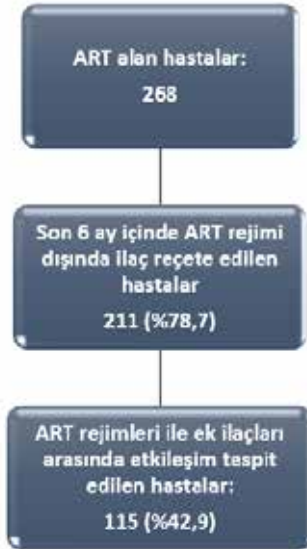 ART alan hastalar:
268
Son 6 ay içinde ART rejimi
dışında ilaç reçete edilen
hastalar
211 (%78,7)
ART rejimleri ile ek ilaçları
arasında etkileşim tespit
edilen hastalar:
115 (%42,9)